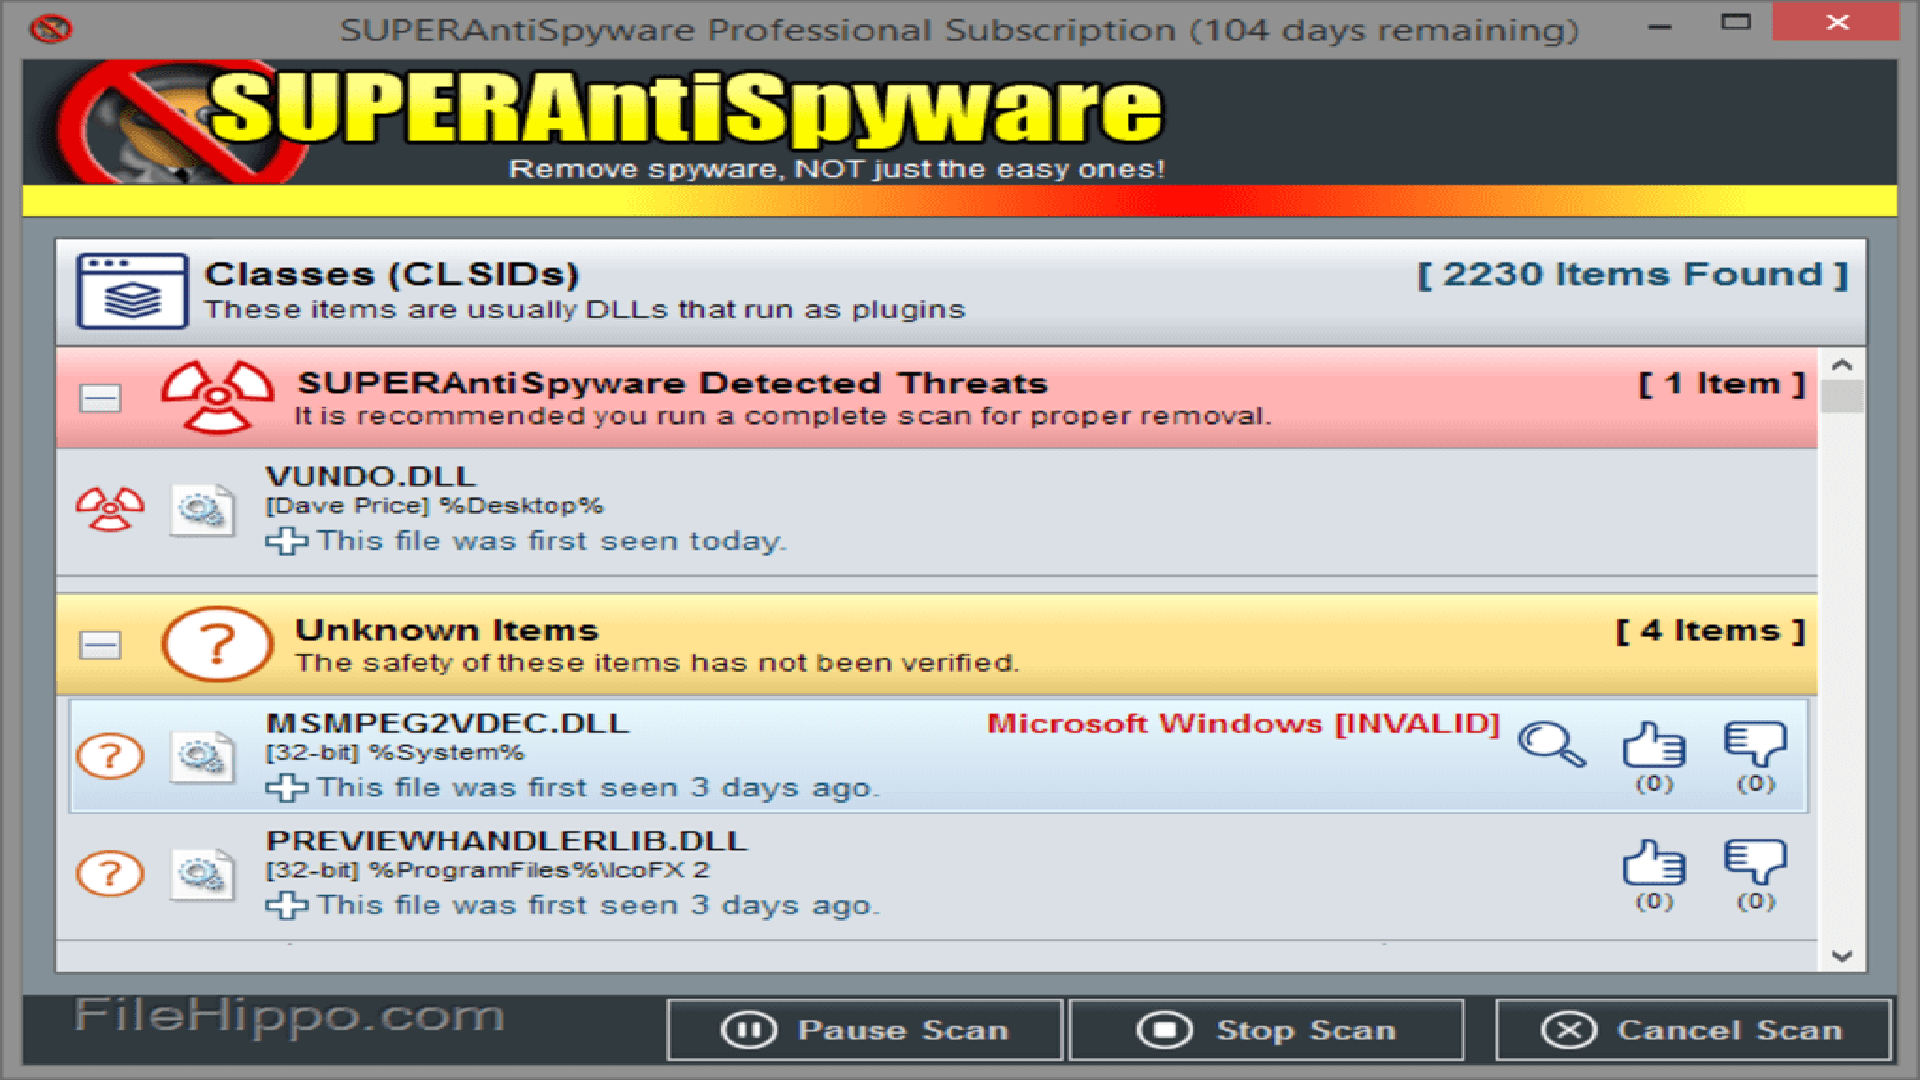 SUPERAntiSpyware Professional Subscription (104 days remaining)
SUPERAntiSpyware
Remove spyware, NOT just the easy ones!
Classes (CLSIDs) [ 2230 Items Found ]
These items are usually DLLs that run as plugins
SUPERAntiSpyware Detected Threats [ 1 Item ]
It is recommended you run a complete scan for proper removal.
VUNDO.DLL
[Dave Price] %Desktop%
This file was first seen today.
Unknown Items [ 4 Items ]
The safety of these items has not been verified.
MSMPEG2VDEC.DLL Microsoft Windows [INVALID]
[32-bit] %System%
(0) (0)
This file was first seen 3 days ago.
PREVIEWHANDLERLIB.DLL
[32-bit] %ProgramFiles%\IcoFX 2
(0) (0)
This file was first seen 3 days ago.
FileHippo.com
Pause Scan Stop Scan Cancel Scan